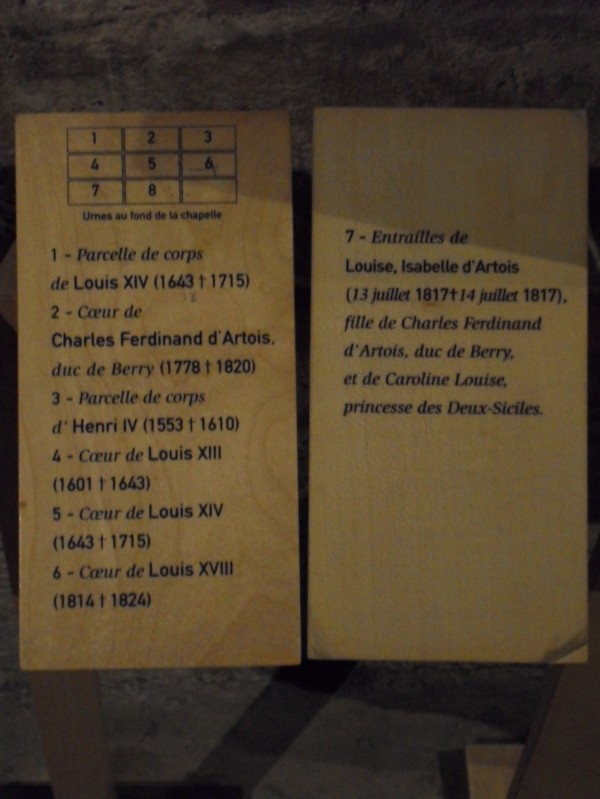 1 2 3
4 5 6
7 8
Urnes au fond de la chapelle
1 - Parcelle de corps
de Louis XIV (1643 † 1715)
2 - Cœur de
Charles Ferdinand d'Artois,
duc de Berry (1778 † 1820)
3 - Parcelle de corps
d' Henri IV (1553 † 1610)
4 - Cœur de Louis XIII
(1601 † 1643)
5 - Cœur de Louis XIV
(1643 † 1715)
6 - Cœur de Louis XVIII
(1814 † 1824)
7 - Entrailles de
Louise, Isabelle d'Artois
(13 juillet 1817†14 juillet 1817),
fille de Charles Ferdinand
d'Artois, duc de Berry,
et de Caroline Louise,
princesse des Deux-Siciles.